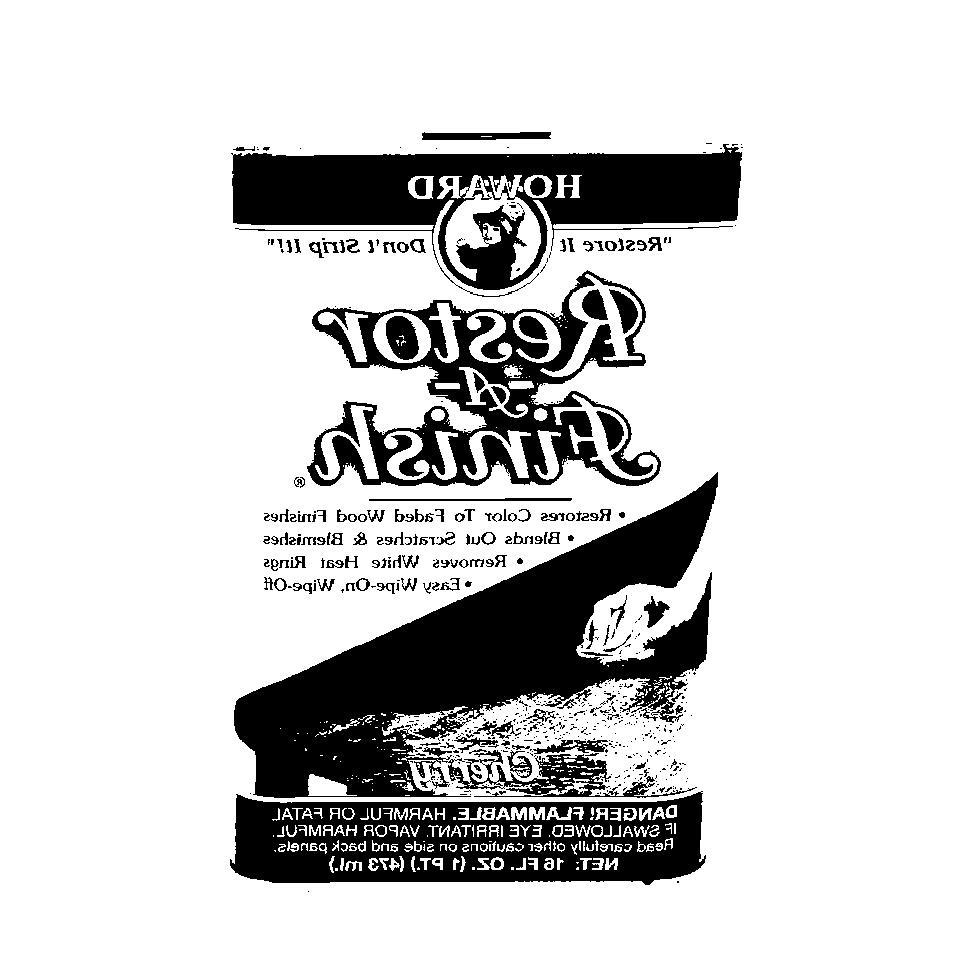 HOWARD
"Restore It Don't Strip It!"
Restor
-A-
Finish®
• Restores Color To Faded Wood Finishes
• Blends Out Scratches & Blemishes
• Removes White Heat Rings
• Easy Wipe-On, Wipe-Off
Cherry
DANGER! FLAMMABLE. HARMFUL OR FATAL
IF SWALLOWED. EYE IRRITANT. VAPOR HARMFUL.
Read carefully other cautions on side and back panels.
NET: 16 FL. OZ. (1 PT.) (473 ml.)